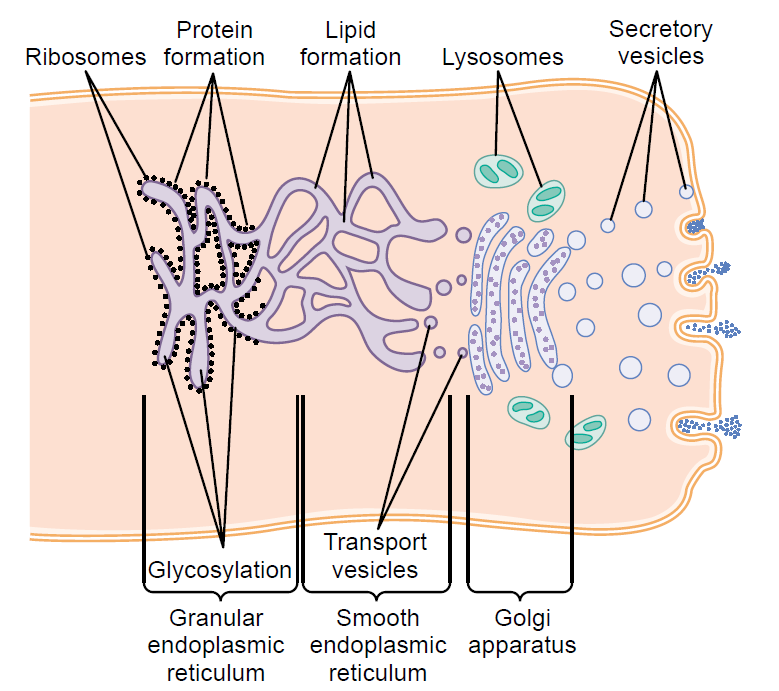 Ribosomes
Protein
formation
Lipid
formation
Lysosomes
Secretory
vesicles
Glycosylation
Transport
vesicles
Granular
endoplasmic
reticulum
Smooth
endoplasmic
reticulum
Golgi
apparatus